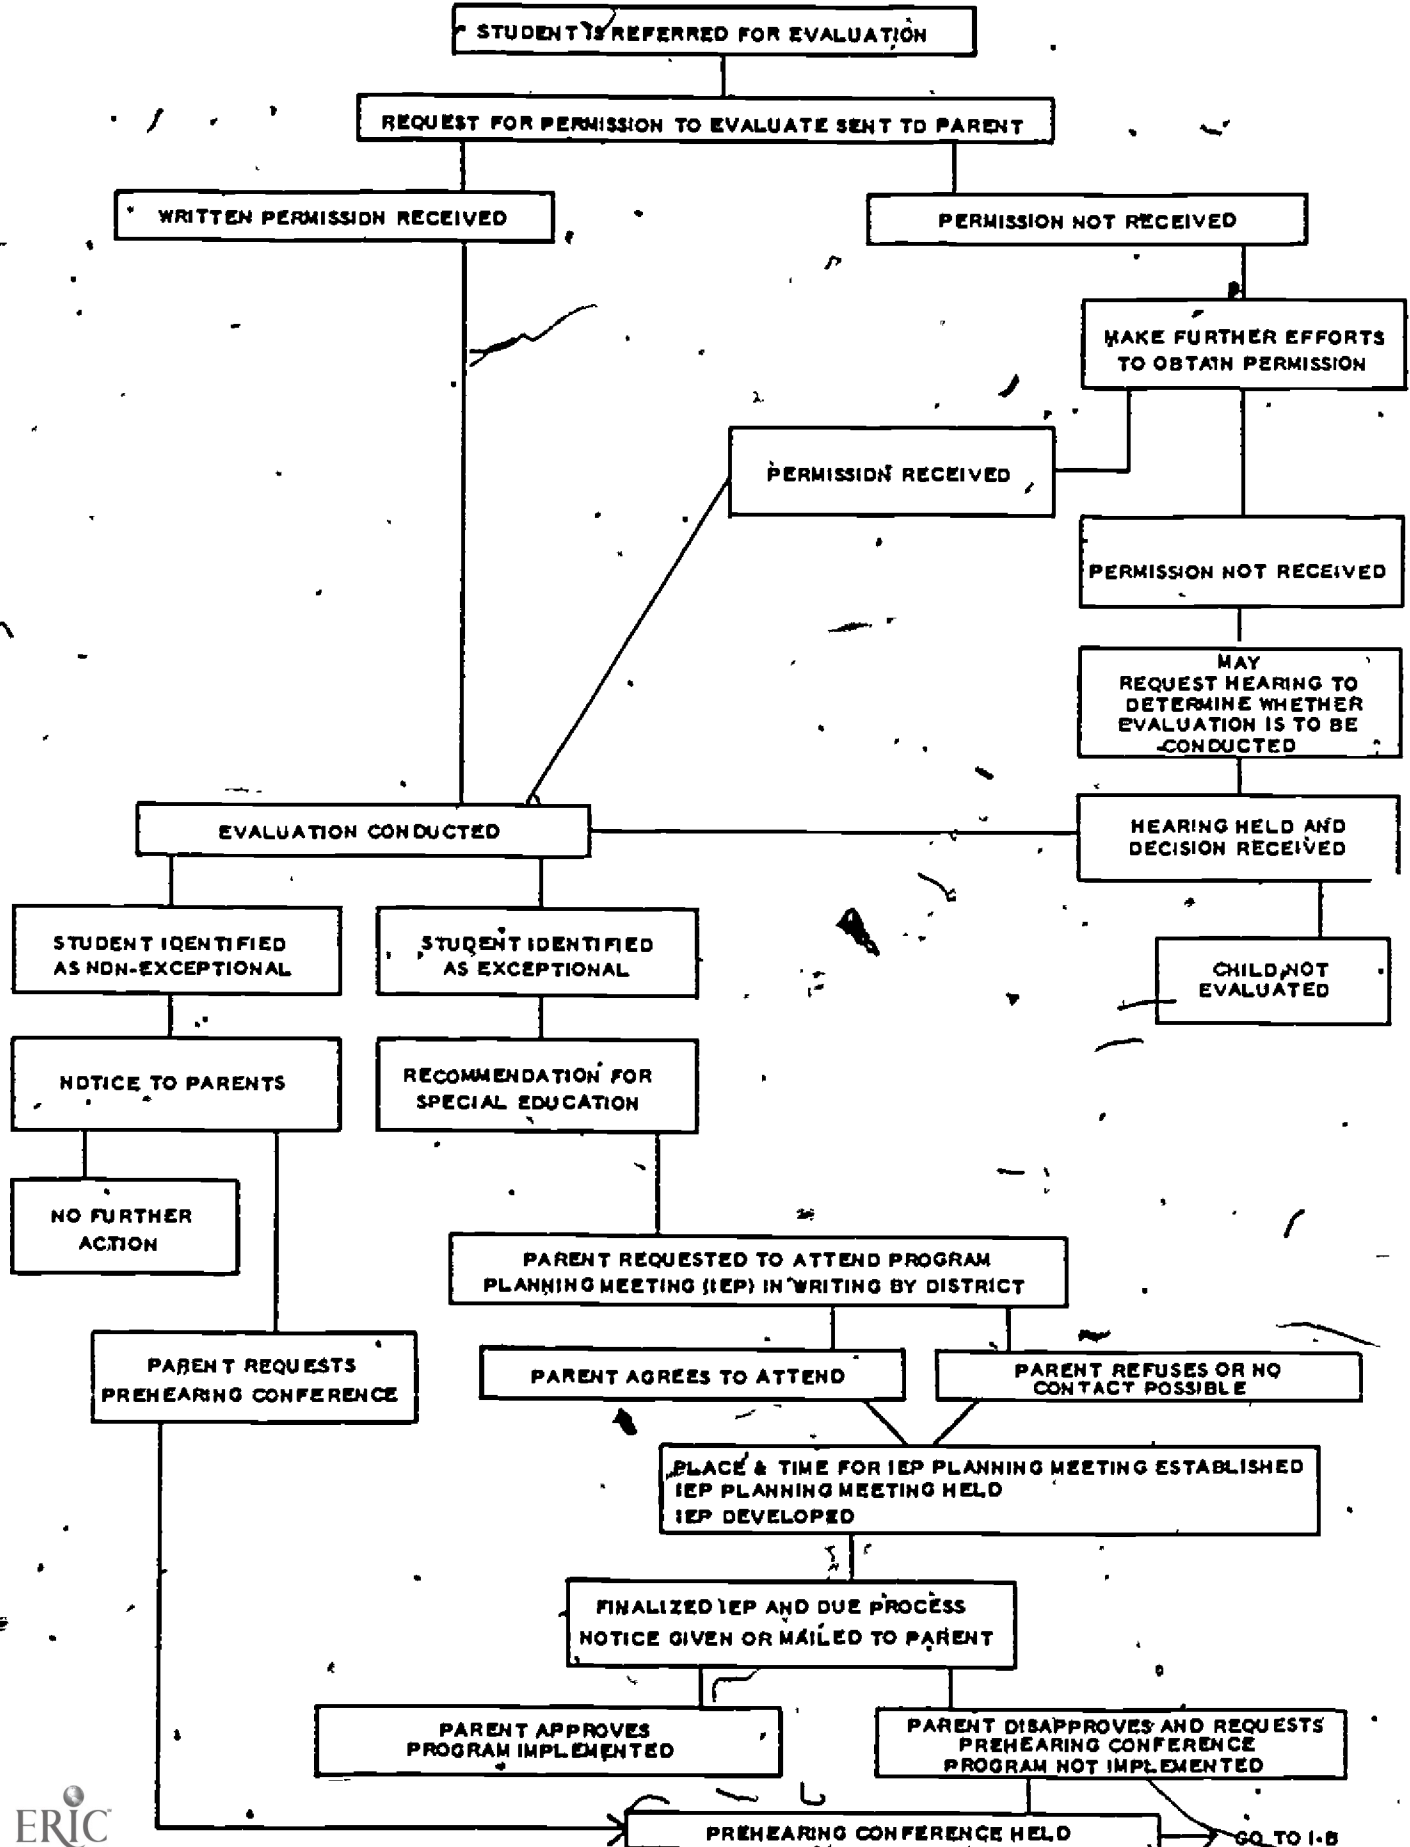 STUDENT IS REFERRED FOR EVALUATION
REQUEST FOR PERMISSION TO EVALUATE SENT TO PARENT
WRITTEN PERMISSION RECEIVED
PERMISSION NOT RECEIVED
MAKE FURTHER EFFORTS
TO OBTAIN PERMISSION
PERMISSION RECEIVED
PERMISSION NOT RECEIVED
MAY
REQUEST HEARING TO
DETERMINE WHETHER
EVALUATION IS TO BE
CONDUCTED
EVALUATION CONDUCTED
HEARING HELD AND
DECISION RECEIVED
STUDENT IDENTIFIED
AS NON-EXCEPTIONAL
STUDENT IDENTIFIED
AS EXCEPTIONAL
CHILD NOT
EVALUATED
NOTICE TO PARENTS
RECOMMENDATION FOR
SPECIAL EDUCATION
NO FURTHER
ACTION
PARENT REQUESTED TO ATTEND PROGRAM
PLANNING MEETING (IEP) IN WRITING BY DISTRICT
PARENT REQUESTS
PREHEARING CONFERENCE
PARENT AGREES TO ATTEND
PARENT REFUSES OR NO
CONTACT POSSIBLE
PLACE & TIME FOR IEP PLANNING MEETING ESTABLISHED
IEP PLANNING MEETING HELD
IEP DEVELOPED
FINALIZED IEP AND DUE PROCESS
NOTICE GIVEN OR MAILED TO PARENT
PARENT APPROVES
PROGRAM IMPLEMENTED
PARENT DISAPPROVES AND REQUESTS
PREHEARING CONFERENCE
PROGRAM NOT IMPLEMENTED
PREHEARING CONFERENCE HELD
GO TO
ERIC